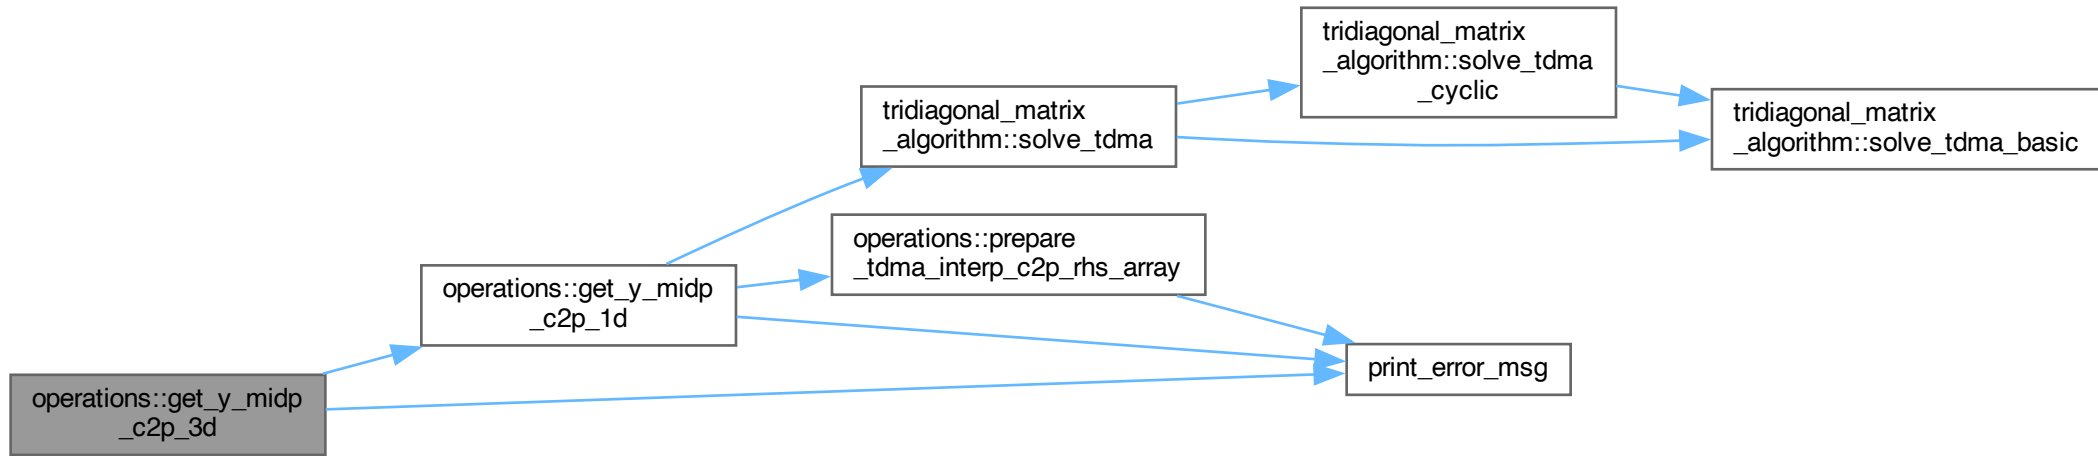 operations::get_y_midp
_c2p_3d
operations::get_y_midp
_c2p_1d
tridiagonal_matrix
_algorithm::solve_tdma
operations::prepare
_tdma_interp_c2p_rhs_array
tridiagonal_matrix
_algorithm::solve_tdma
_cyclic
tridiagonal_matrix
_algorithm::solve_tdma_basic
print_error_msg